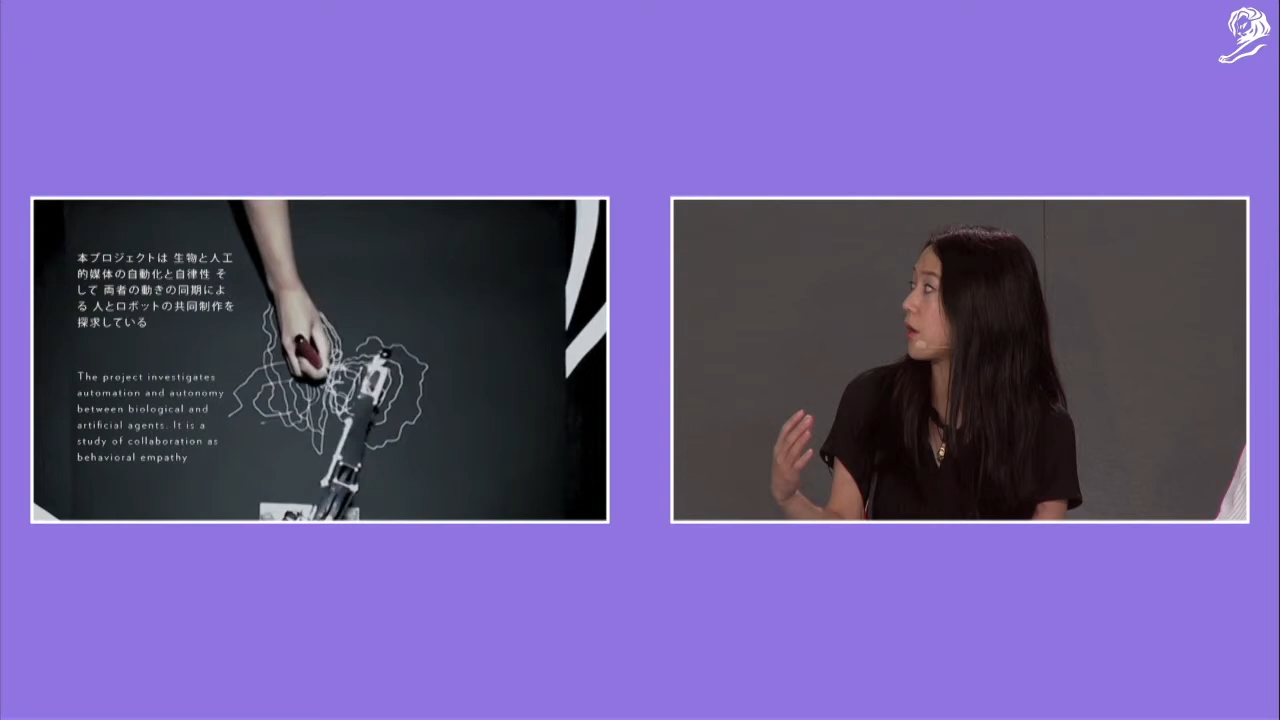 本プロジェクトは 生物と人工
的媒体の自動化と自律性 そ
して 両者の動きの同期によ
る 人とロボットの共同制作を
探求している
The project investigates
automation and autonomy
between biological and
artificial agents. It is a
study of collaboration as
behavioral empathy